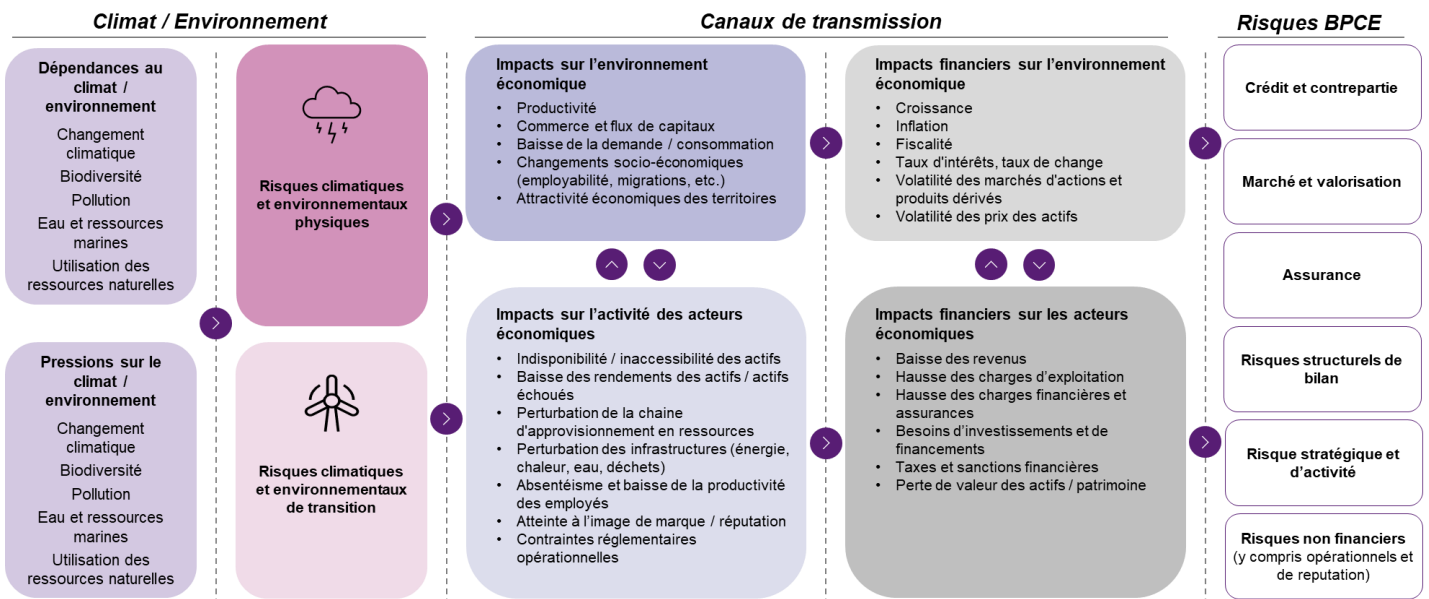 Climat / Environnement
Canaux de transmission
Risques BPCE
Dépendances au
climat /
environnement
Changement
climatique
Biodiversité
Pollution
Eau et ressources
marines
Utilisation des
ressources naturelles
Pressions sur le
climat /
environnement
Changement
climatique
Biodiversité
Pollution
Eau et ressources
marines
Utilisation des
ressources naturelles
Risques climatiques
et environnementaux
physiques
Risques climatiques
et environnementaux
de transition
Impacts sur l’environnement
économique
• Productivité
• Commerce et flux de capitaux
• Baisse de la demande / consommation
• Changements socio-économiques
(employabilité, migrations, etc.)
• Attractivité économiques des territoires
Impacts sur l’activité des acteurs
économiques
• Indisponibilité / inaccessibilité des actifs
• Baisse des rendements des actifs / actifs
échoués
• Perturbation de la chaine
d'approvisionnement en ressources
• Perturbation des infrastructures (énergie,
chaleur, eau, déchets)
• Absentéisme et baisse de la productivité
des employés
• Atteinte à l’image de marque / réputation
• Contraintes réglementaires
opérationnelles
Impacts financiers sur l’environnement
économique
• Croissance
• Inflation
• Fiscalité
• Taux d'intérêts, taux de change
• Volatilité des marchés d'actions et
produits dérivés
• Volatilité des prix des actifs
Impacts financiers sur les acteurs
économiques
• Baisse des revenus
• Hausse des charges d’exploitation
• Hausse des charges financières et
assurances
• Besoins d’investissements et de
financements
• Taxes et sanctions financières
• Perte de valeur des actifs / patrimoine
Crédit et contrepartie
Marché et valorisation
Assurance
Risques structurels de
bilan
Risque stratégique et
d’activité
Risques non financiers
(y compris opérationnels et
de reputation)